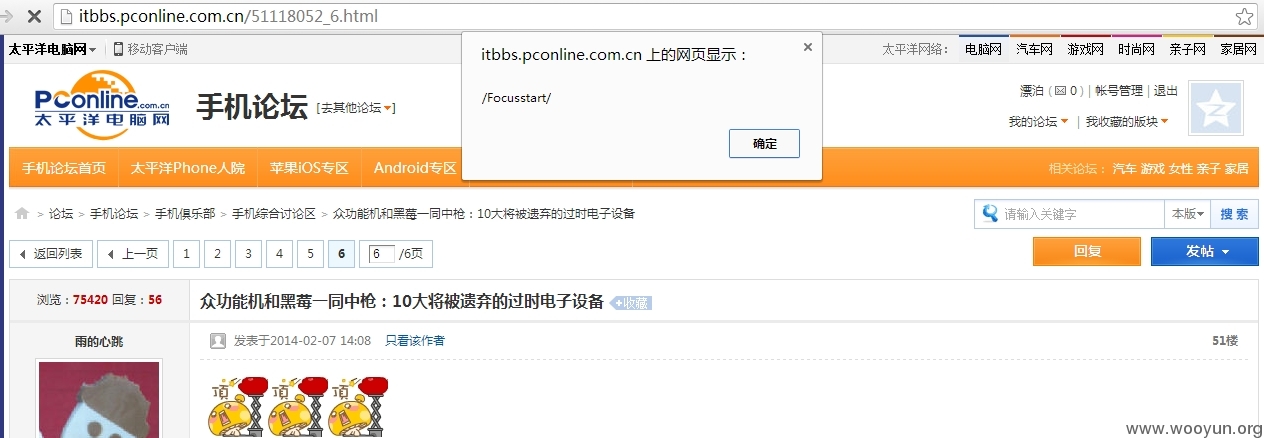 itbbs.pconline.com.cn/51118052_6.html
太平洋电脑网 移动客户端 太平洋网络： 电脑网 汽车网 游戏网 时尚网 亲子网 家居网
itbbs.pconline.com.cn 上的网页显示：
/Focusstart/
确定
PConline.com.cn
太平洋电脑网
手机论坛 [去其他论坛]
漂泊 ( 0 ) | 帐号管理 | 退出
我的论坛 | 我收藏的版块
手机论坛首页 太平洋Phone人院 苹果iOS专区 Android专区 相关论坛： 汽车 游戏 女性 亲子 家居
> 论坛 > 手机论坛 > 手机俱乐部 > 手机综合讨论区 > 众功能机和黑莓一同中枪：10大将被遗弃的过时电子设备
请输入关键字 本版 搜 索
返回列表 上一页 1 2 3 4 5 6 6 /6页 回复 发帖
浏览：75420 回复：56 众功能机和黑莓一同中枪：10大将被遗弃的过时电子设备 +收藏
雨的心跳 发表于2014-02-07 14:08 只看该作者 51楼
頂 頂 頂
www.wooyun.org